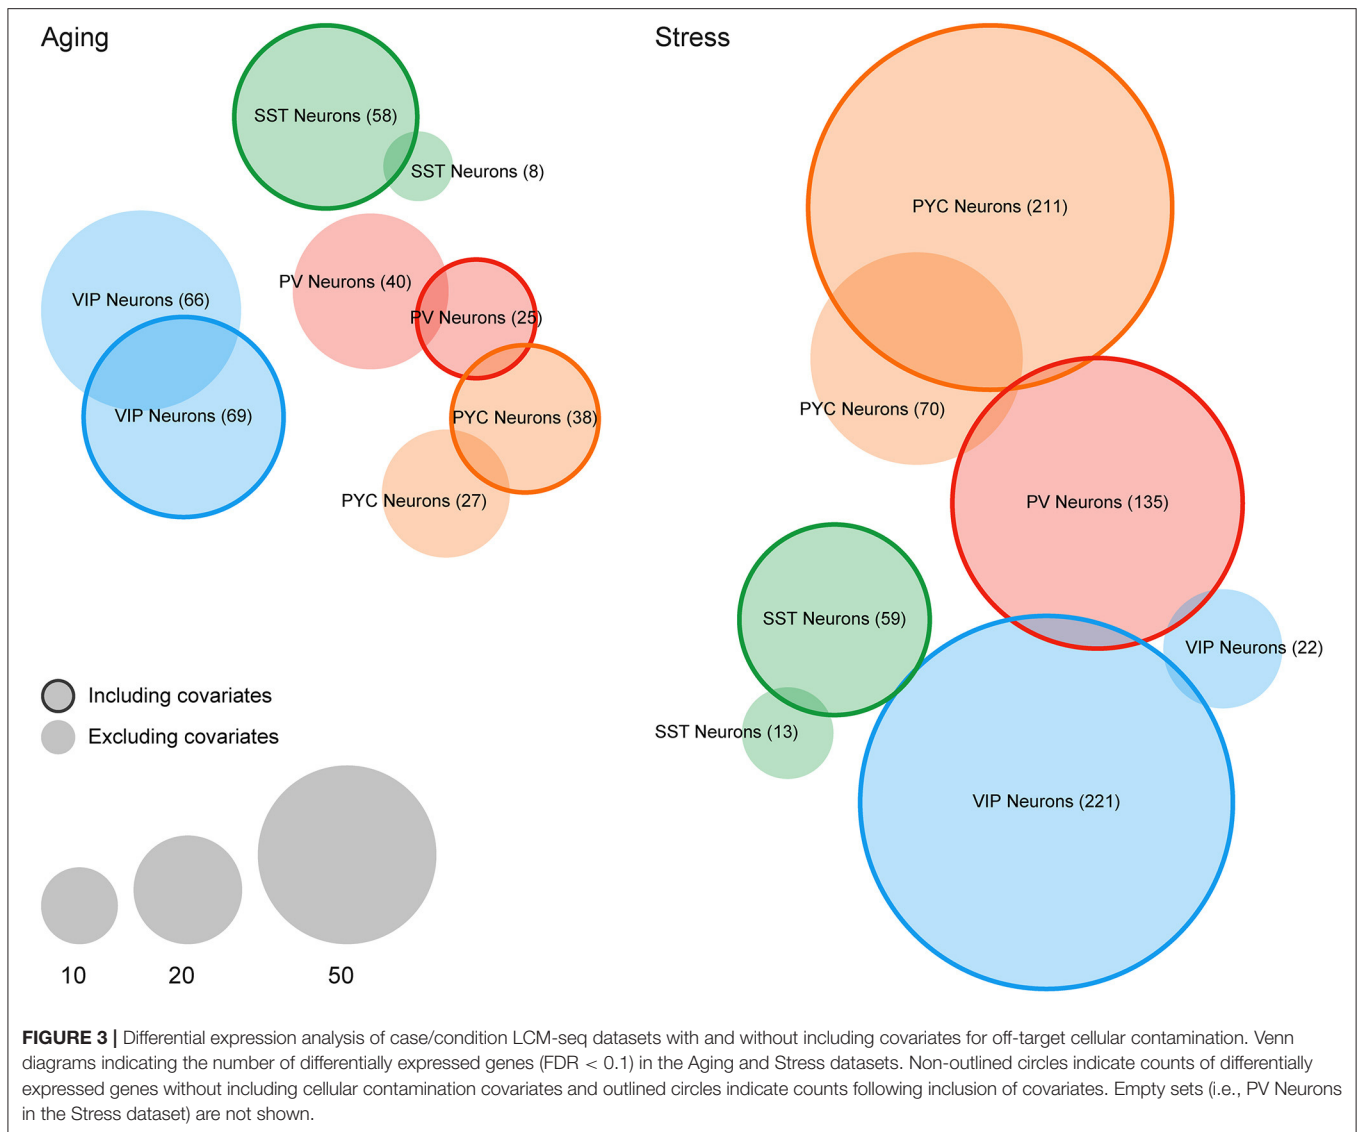 Aging
Stress
SST Neurons (58)
SST Neurons (8)
PV Neurons (40)
PV Neurons (25)
VIP Neurons (66)
VIP Neurons (69)
PYC Neurons (38)
PYC Neurons (27)
PYC Neurons (211)
PYC Neurons (70)
PV Neurons (135)
SST Neurons (59)
VIP Neurons (22)
SST Neurons (13)
VIP Neurons (221)
Including covariates
Excluding covariates
10
20
50
FIGURE 3 | Differential expression analysis of case/condition LCM-seq datasets with and without including covariates for off-target cellular contamination. Venn
diagrams indicating the number of differentially expressed genes (FDR < 0.1) in the Aging and Stress datasets. Non-outlined circles indicate counts of differentially
expressed genes without including cellular contamination covariates and outlined circles indicate counts following inclusion of covariates. Empty sets (i.e., PV Neurons
in the Stress dataset) are not shown.